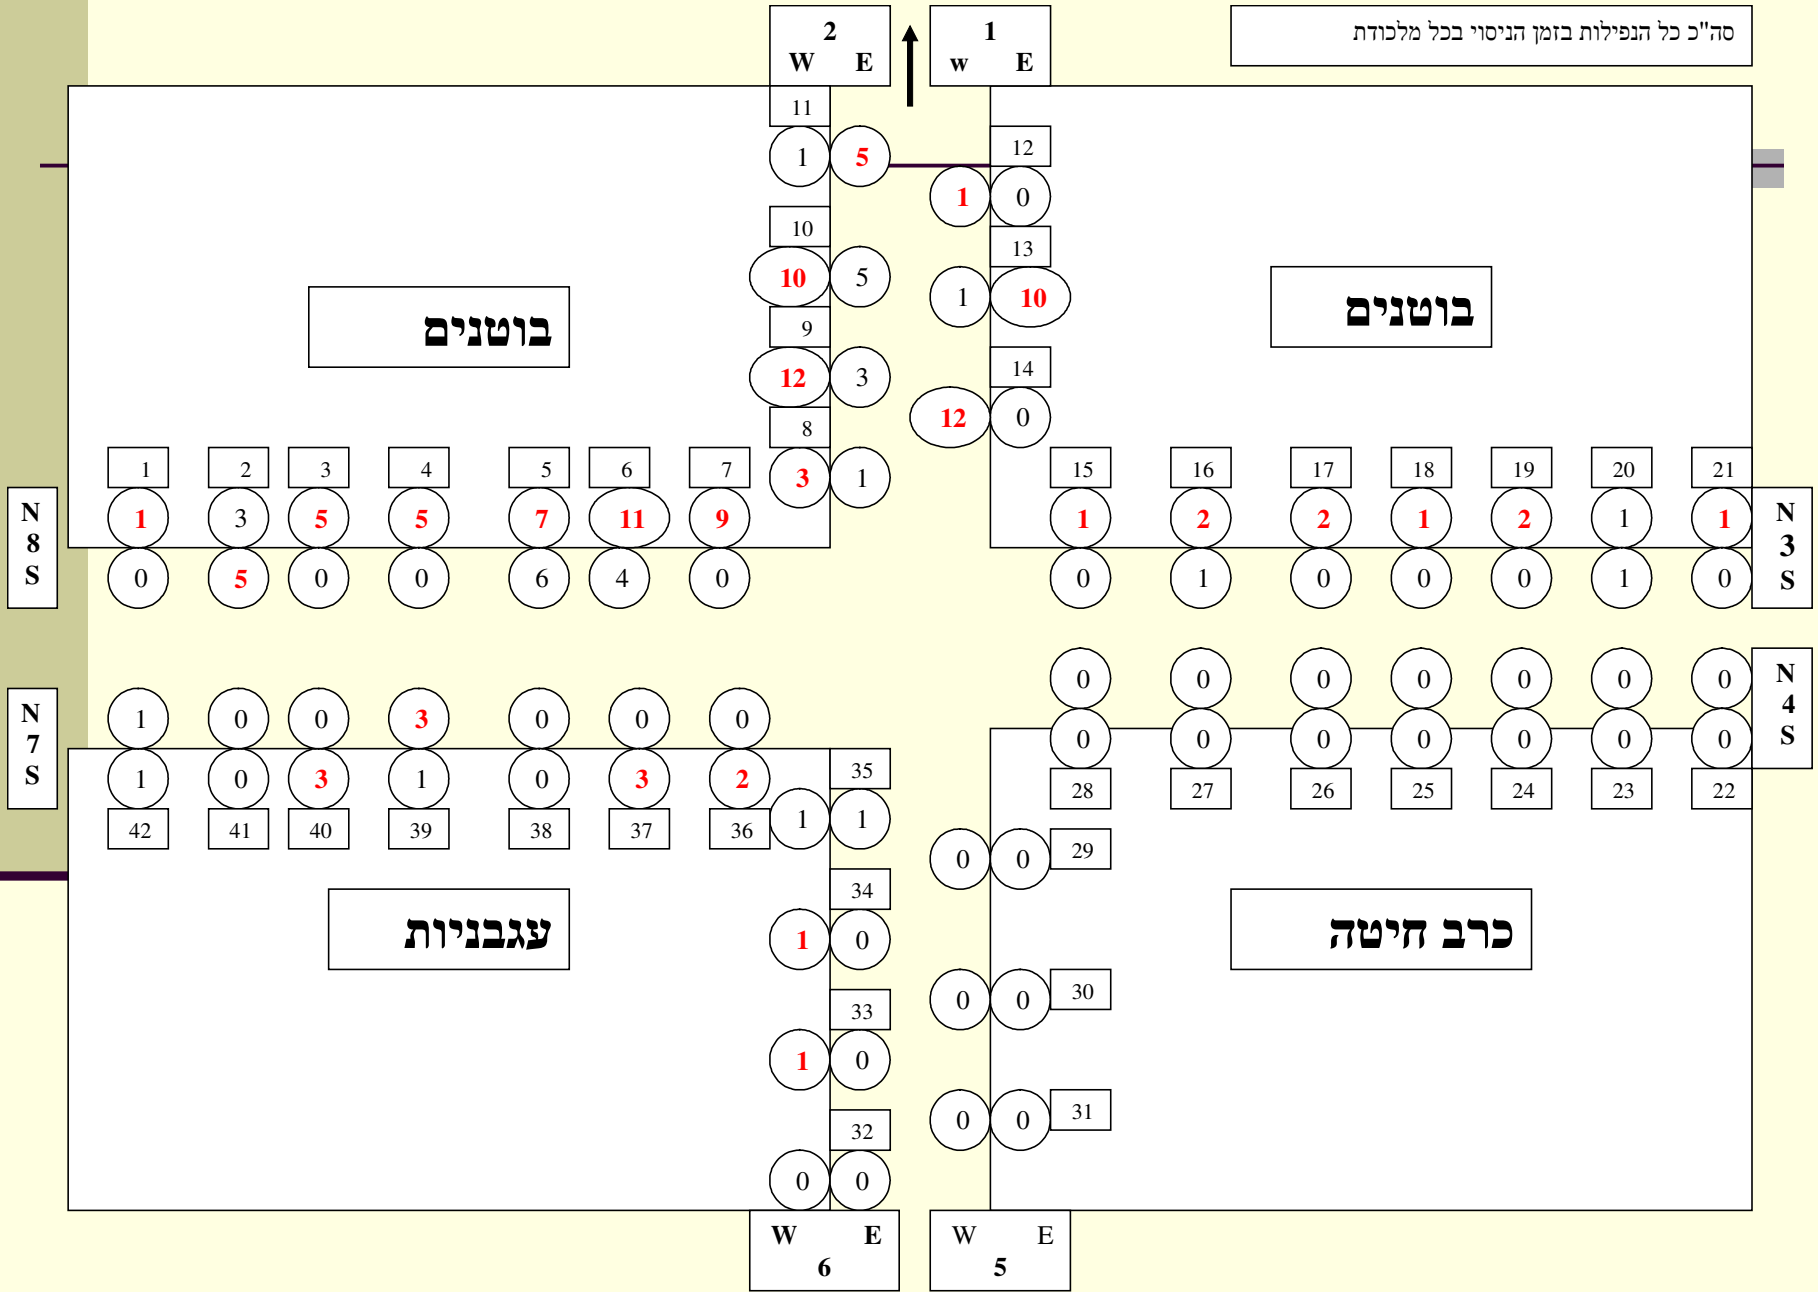 סה"כ כל הנפילות בזמן הניסוי בכל מלכודת
2
W E
1
w E
11
1 5
12
1 0
10
10 5
13
1 10
בוטנים
בוטנים
9
12 3
14
12 0
8
3 1
1 2 3 4 5 6 7
1 3 5 5 7 11 9
0 5 0 0 6 4 0
N
8
S
15 16 17 18 19 20 21
1 2 2 1 2 1 1
0 1 0 0 0 1 0
N
3
S
N
7
S
1 0 0 3 0 0 0
1 0 3 1 0 3 2
42 41 40 39 38 37 36
N
4
S
0 0 0 0 0 0 0
0 0 0 0 0 0 0
28 27 26 25 24 23 22
35
1 1
29
0 0
34
1 0
עגבניות
כרב חיטה
30
0 0
33
1 0
31
0 0
32
0 0
W E
6
W E
5